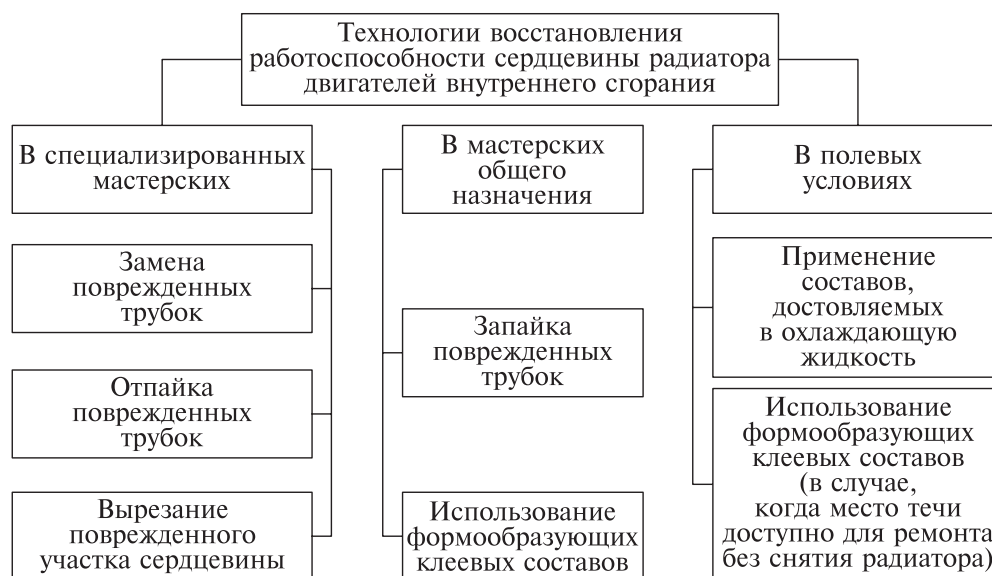 Технологии восстановления
работоспособности сердцевины радиатора
двигателей внутреннего сгорания
В специализированных
мастерских
Замена
поврежденных
трубок
Отпайка
поврежденных
трубок
Вырезание
поврежденного
участка сердцевины
В мастерских
общего
назначения
Запайка
поврежденных
трубок
Использование
формообразующих
клеевых составов
В полевых
условиях
Применение
составов,
достовляемых
в охлаждающую
жидкость
Использование
формообразующих
клеевых составов
(в случае,
когда место течи
доступно для ремонта
без снятия радиатора)